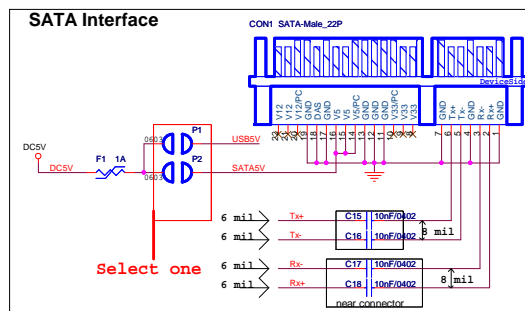 SATA Interface
CON1 SATA-Male_22P
DeviceSide
V12
V12
V12/PC
GND
DAS
GND
V5
V5
V5/PC
GND
GND
GND
V33/PC
V33
V33
GND
Tx+
Tx-
GND
Rx-
Rx+
GND
22
21
20
19
18
17
16
15
14
13
12
11
10
9
8
7
6
5
4
3
2
1
0603
P1
USB5V
DC5V
F1 1A
P2
DC5V
0603
SATA5V
6 mil
Tx+
C15
10nF/0402
6 mil
Tx-
C16
10nF/0402
8 mil
Select one
6 mil
Rx-
C17
10nF/0402
6 mil
Rx+
C18
10nF/0402
8 mil
near connector